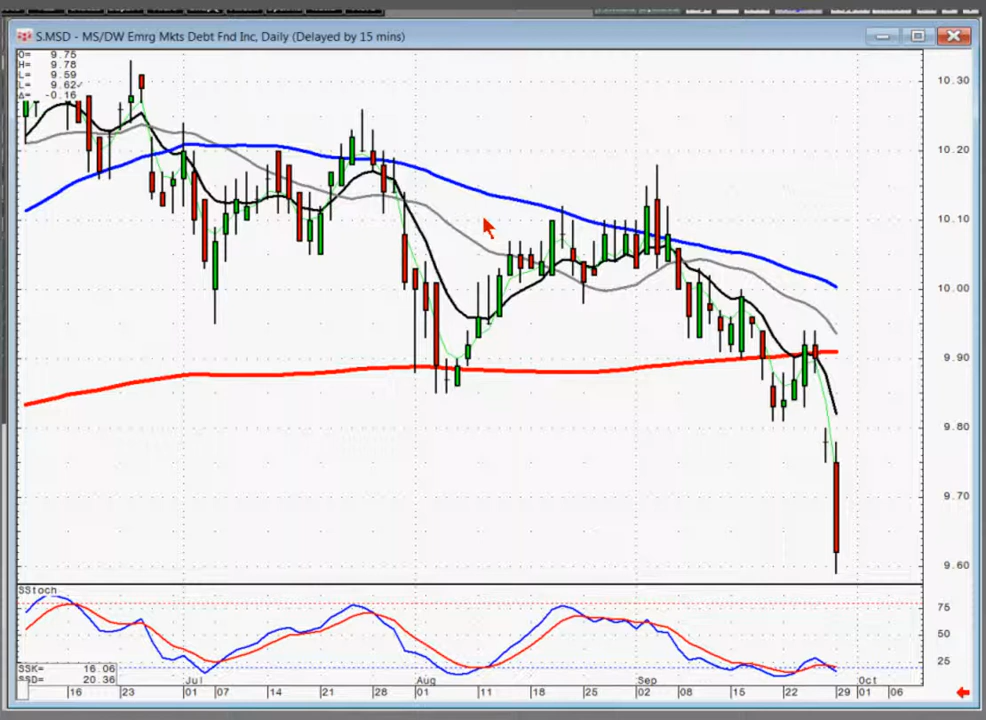 S.MSD - MS/DW Emrg Mkts Debt Fnd Inc, Daily (Delayed by 15 mins)
O= 9.75
H= 9.78
L= 9.59
L= 9.62✓
Δ= -0.16
10.30
10.20
10.10
10.00
9.90
9.80
9.70
9.60
SStoch
75
50
25
SSK= 16.06
SSD= 20.36
Jul Aug Sep Oct
16 23 01 07 14 21 28 01 11 18 25 02 08 15 22 29 01 06